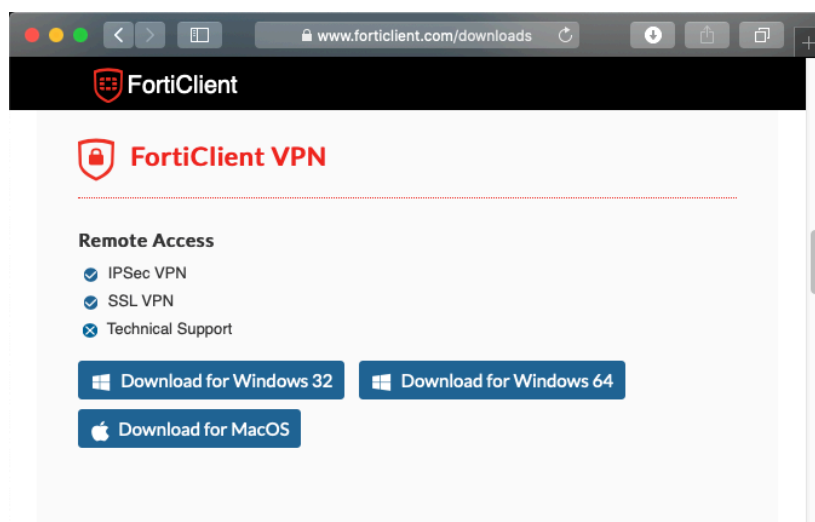 www.forticlient.com/downloads
FortiClient
FortiClient VPN
Remote Access
IPSec VPN
SSL VPN
Technical Support
Download for Windows 32
Download for Windows 64
Download for MacOS